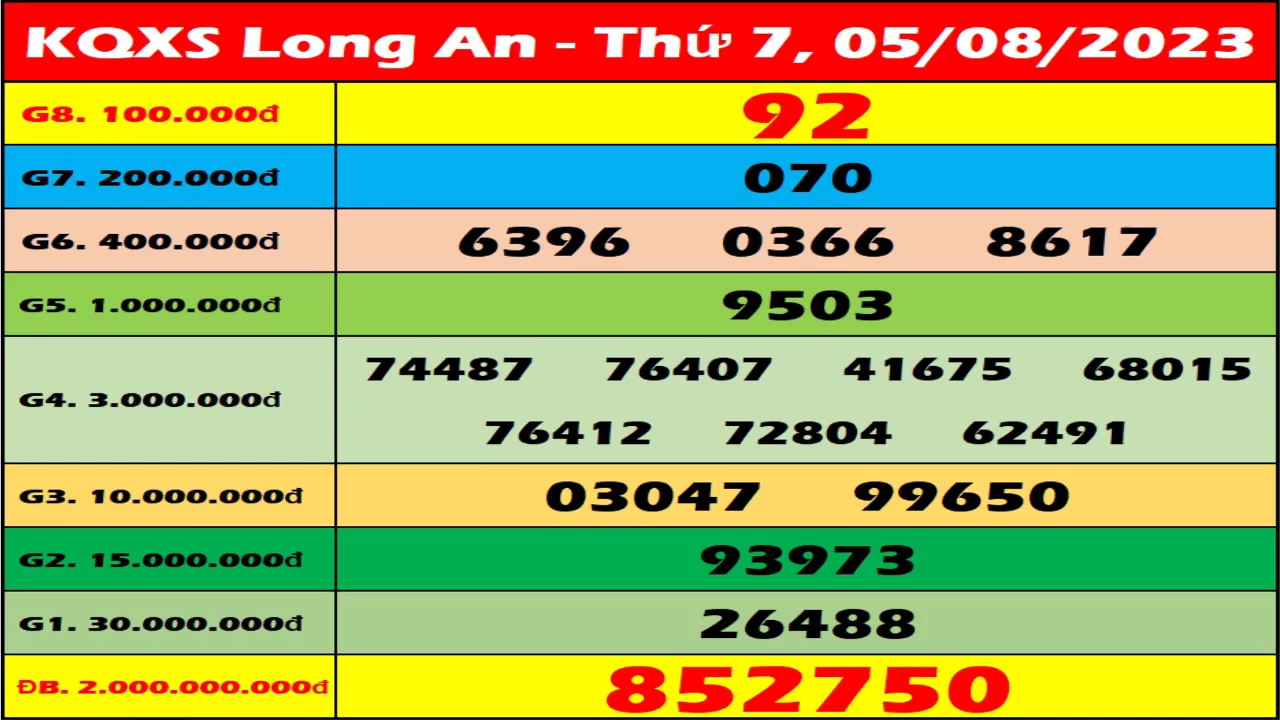 KQXS Long An - Thứ 7, 05/08/2023
G8. 100.000đ 92
G7. 200.000đ 070
G6. 400.000đ 6396 0366 8617
G5. 1.000.000đ 9503
G4. 3.000.000đ 74487 76407 41675 68015
76412 72804 62491
G3. 10.000.000đ 03047 99650
G2. 15.000.000đ 93973
G1. 30.000.000đ 26488
ĐB. 2.000.000.000đ 852750